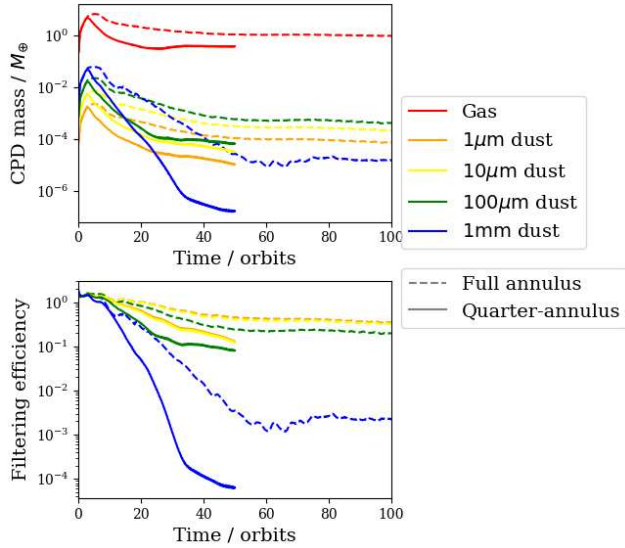 CPD mass / $M_{\oplus}$
10⁰
10⁻²
10⁻⁴
10⁻⁶
0 20 40 60 80 100
Time / orbits
Gas
1μm dust
10μm dust
100μm dust
1mm dust
Full annulus
Quarter-annulus
Filtering efficiency
10⁰
10⁻¹
10⁻²
10⁻³
10⁻⁴
0 20 40 60 80 100
Time / orbits